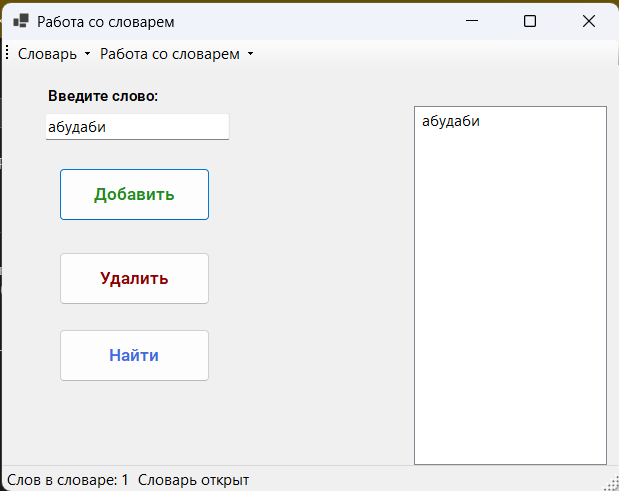 Работа со словарем
Словарь Работа со словарем
Введите слово:
абудаби
абудаби
Добавить
Удалить
Найти
Слов в словаре: 1 Словарь открыт